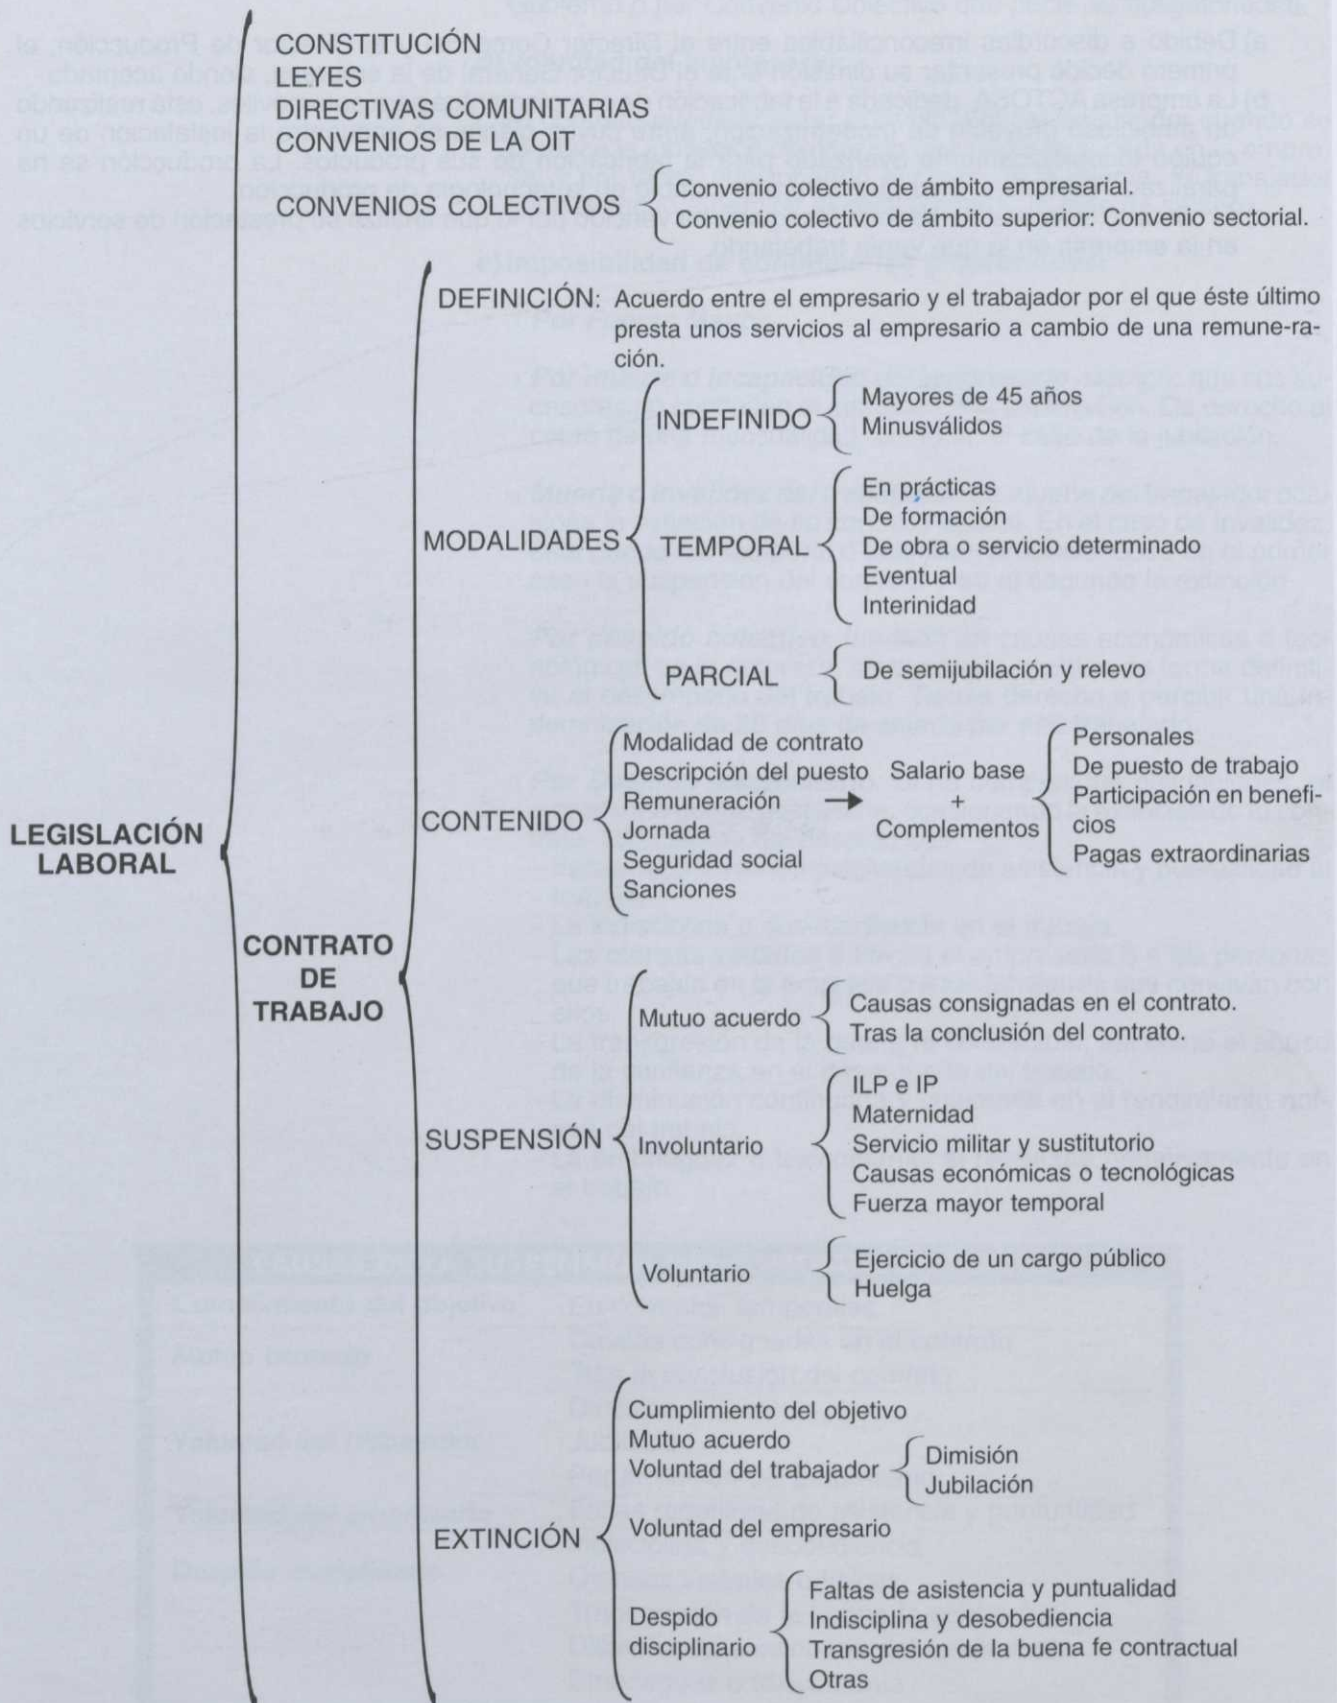 CONSTITUCIÓN
LEYES
DIRECTIVAS COMUNITARIAS
CONVENIOS DE LA OIT
CONVENIOS COLECTIVOS
Convenio colectivo de ámbito empresarial.
Convenio colectivo de ámbito superior: Convenio sectorial.
LEGISLACIÓN
LABORAL
CONTRATO
DE
TRABAJO
DEFINICIÓN: Acuerdo entre el empresario y el trabajador por el que éste último
presta unos servicios al empresario a cambio de una remune-ra-
ción.
MODALIDADES
INDEFINIDO
Mayores de 45 años
Minusválidos
TEMPORAL
En prácticas
De formación
De obra o servicio determinado
Eventual
Interinidad
PARCIAL
De semijubilación y relevo
CONTENIDO
Modalidad de contrato
Descripción del puesto
Remuneración →
Jornada
Seguridad social
Sanciones
Salario base
+
Complementos
Personales
De puesto de trabajo
Participación en benefi-
cios
Pagas extraordinarias
SUSPENSIÓN
Mutuo acuerdo
Causas consignadas en el contrato.
Tras la conclusión del contrato.
Involuntario
ILP e IP
Maternidad
Servicio militar y sustitutorio
Causas económicas o tecnológicas
Fuerza mayor temporal
Voluntario
Ejercicio de un cargo público
Huelga
EXTINCIÓN
Cumplimiento del objetivo
Mutuo acuerdo
Voluntad del trabajador
Dimisión
Jubilación
Voluntad del empresario
Despido
disciplinario
Faltas de asistencia y puntualidad
Indisciplina y desobediencia
Transgresión de la buena fe contractual
Otras